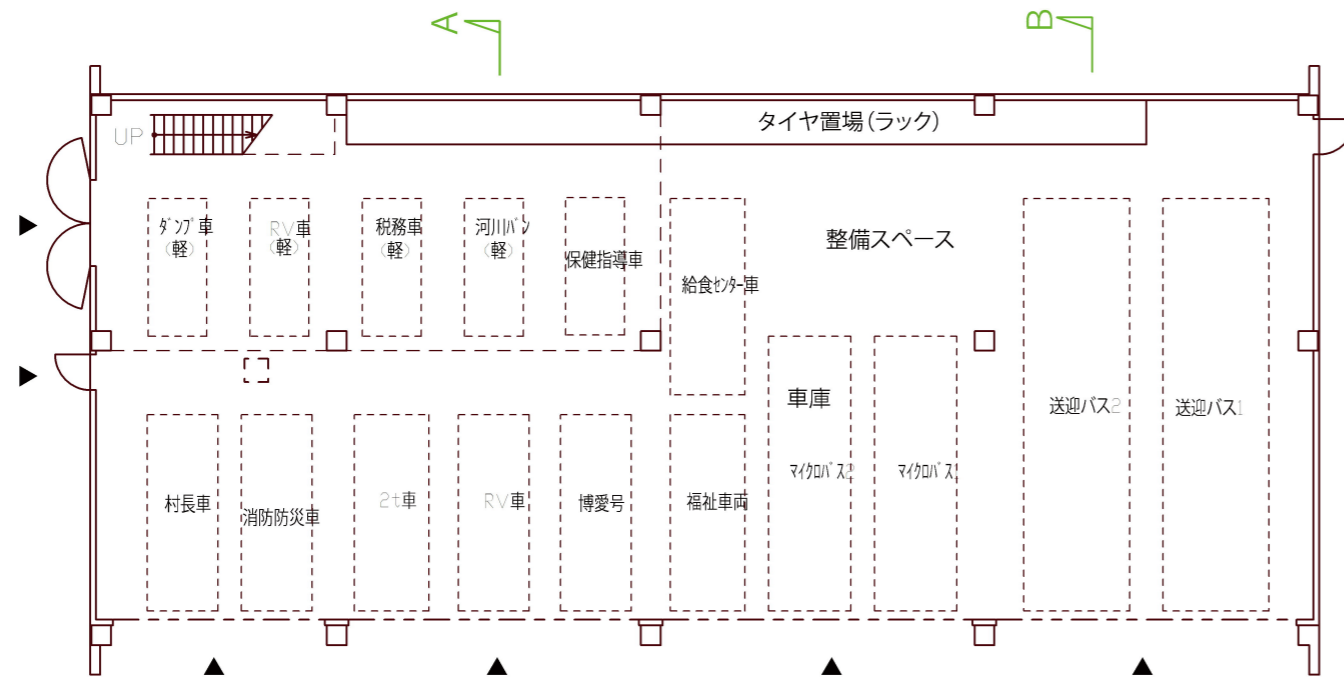 A
B
タイヤ置場(ラック)
UP
ﾀﾞﾝﾌﾟ車
(軽)
RV車
(軽)
税務車
(軽)
河川ﾊﾞﾝ
(軽)
保健指導車
給食ｾﾝﾀｰ車
整備スペース
車庫
送迎バス2
送迎バス1
ﾏｲｸﾛﾊﾞｽ2
ﾏｲｸﾛﾊﾞｽ1
村長車
消防防災車
2t車
RV車
博愛号
福祉車両